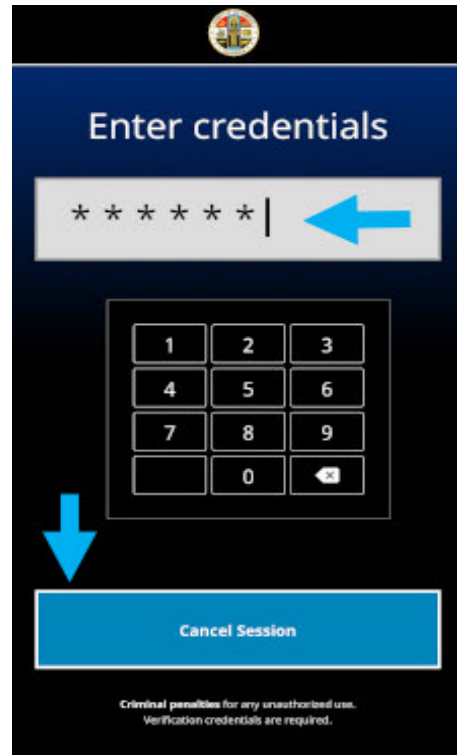 Enter credentials
* * * * * *
1 2 3
4 5 6
7 8 9
0
Cancel Session
Criminal penalties for any unauthorized use.
Verification credentials are required.